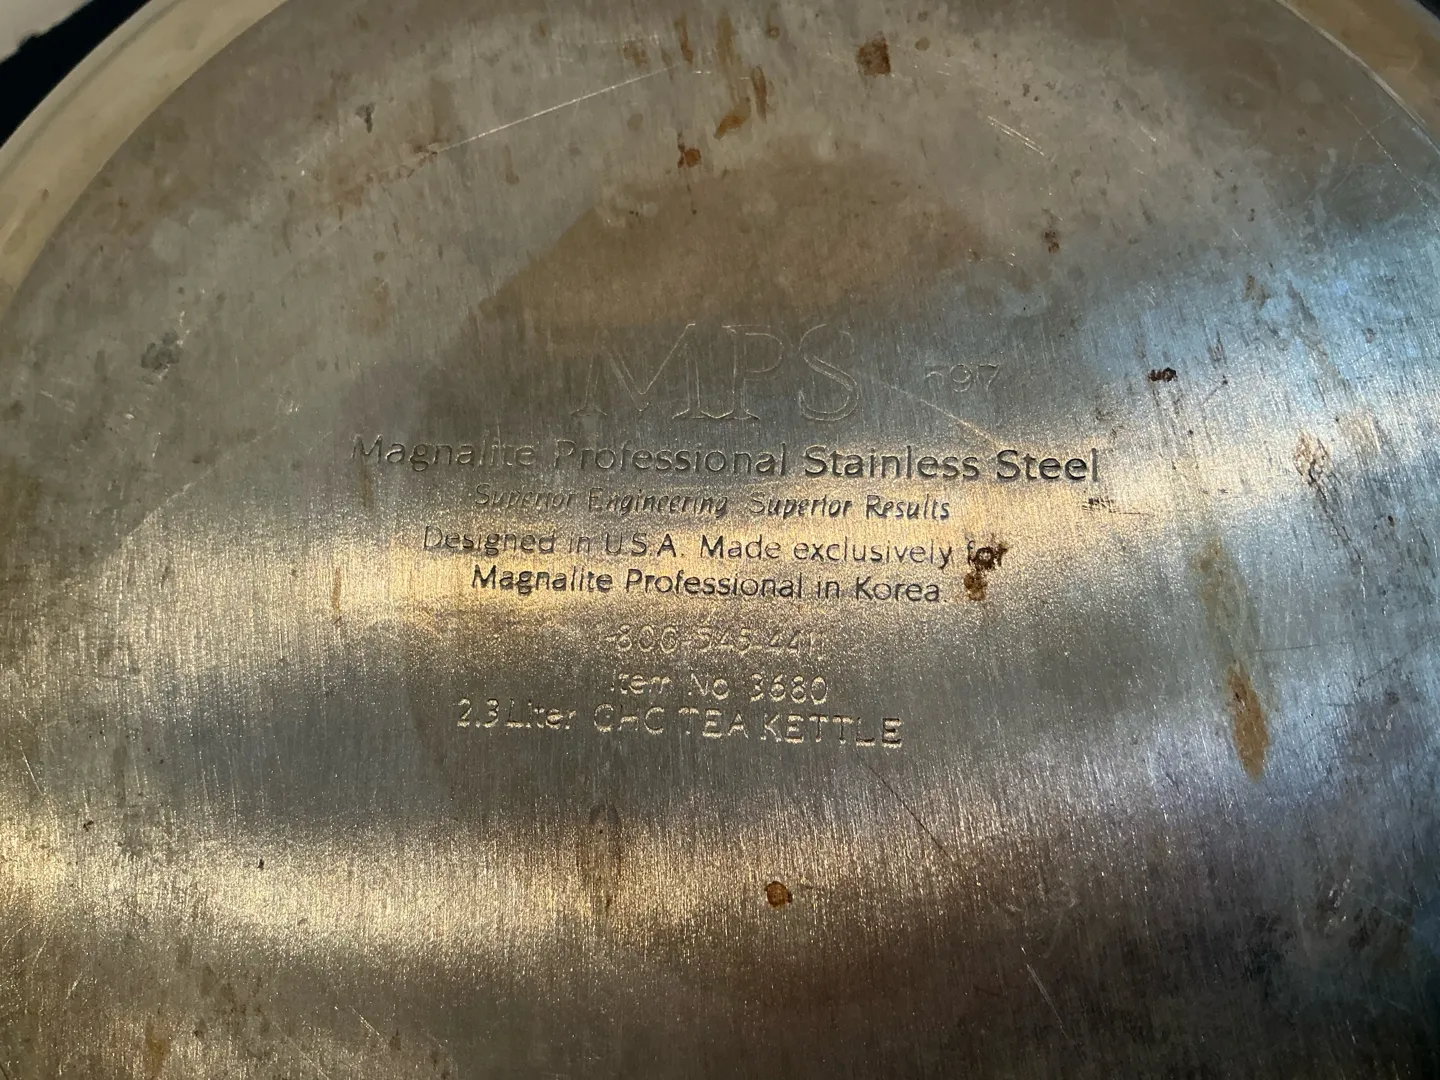 MPS
Magnalite Professional Stainless Steel
Superior Engineering Superior Results
Designed in U.S.A. Made exclusively for
Magnalite Professional in Korea
Item No 3680
2.3 Liter CHC TEA KETTLE